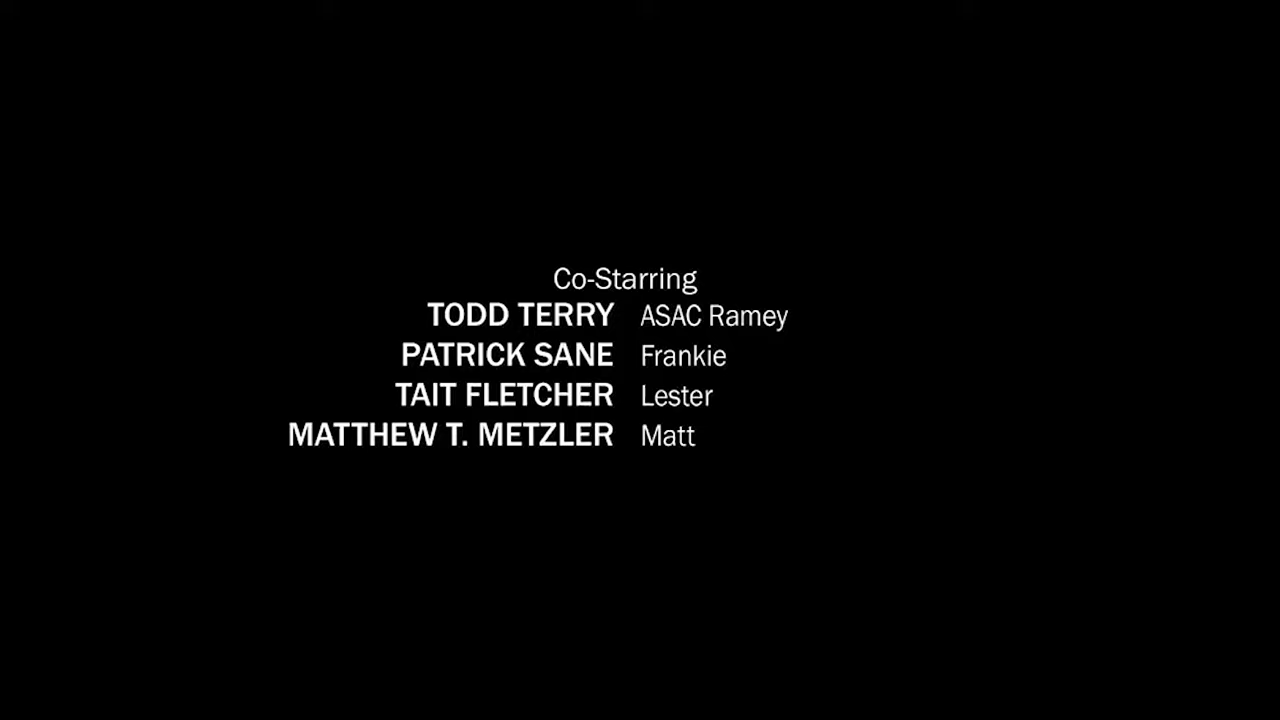 Co-Starring
TODD TERRY ASAC Ramey
PATRICK SANE Frankie
TAIT FLETCHER Lester
MATTHEW T. METZLER Matt